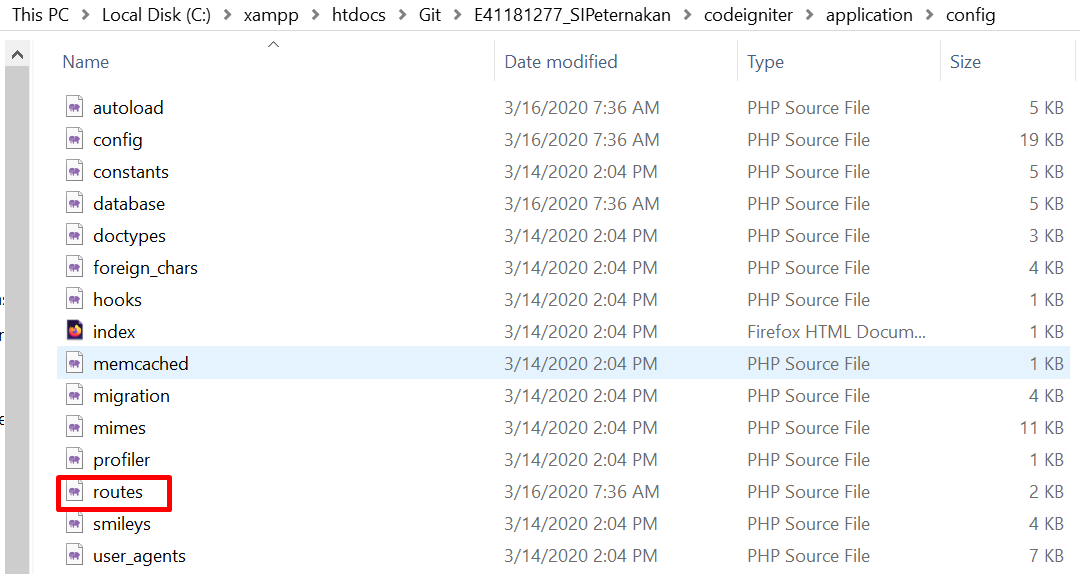 This PC > Local Disk (C:) > xampp > htdocs > Git > E41181277_SIPeternakan > codeigniter > application > config
Name Date modified Type Size
autoload 3/16/2020 7:36 AM PHP Source File 5 KB
config 3/16/2020 7:36 AM PHP Source File 19 KB
constants 3/14/2020 2:04 PM PHP Source File 5 KB
database 3/16/2020 7:36 AM PHP Source File 5 KB
doctypes 3/14/2020 2:04 PM PHP Source File 3 KB
foreign_chars 3/14/2020 2:04 PM PHP Source File 4 KB
hooks 3/14/2020 2:04 PM PHP Source File 1 KB
index 3/14/2020 2:04 PM Firefox HTML Docum... 1 KB
memcached 3/14/2020 2:04 PM PHP Source File 1 KB
migration 3/14/2020 2:04 PM PHP Source File 4 KB
mimes 3/14/2020 2:04 PM PHP Source File 11 KB
profiler 3/14/2020 2:04 PM PHP Source File 1 KB
routes 3/16/2020 7:36 AM PHP Source File 2 KB
smileys 3/14/2020 2:04 PM PHP Source File 4 KB
user_agents 3/14/2020 2:04 PM PHP Source File 7 KB